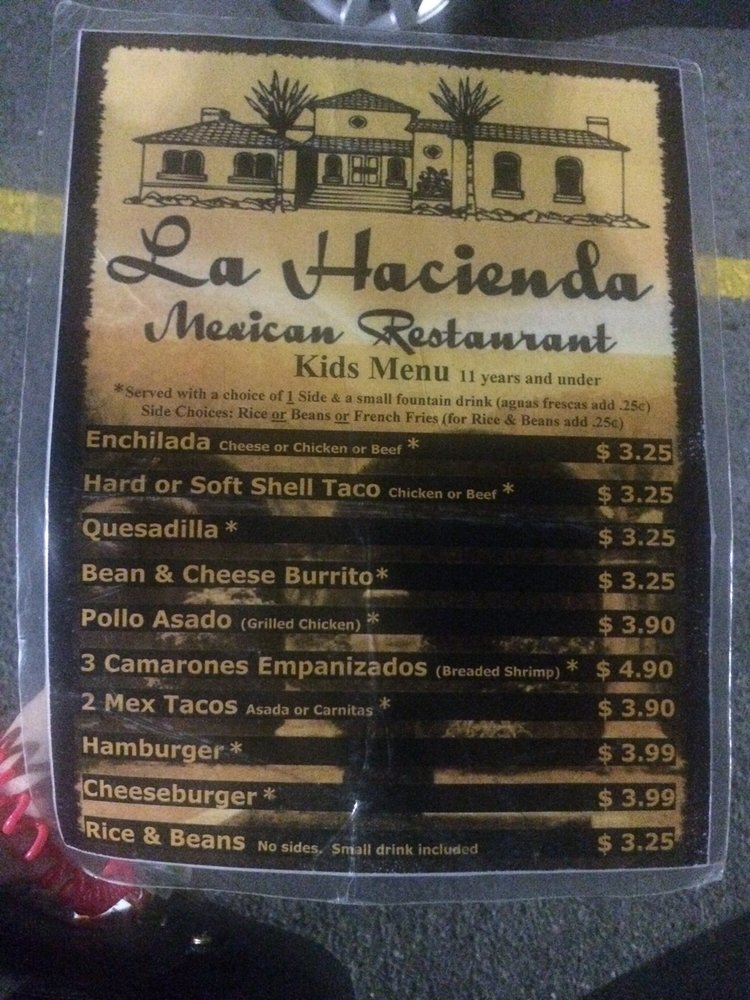 La Hacienda
Mexican Restaurant
Kids Menu 11 years and under
*Served with a choice of 1 Side & a small fountain drink (aguas frescas add .25c)
Side Choices: Rice or Beans or French Fries (for Rice & Beans add .25c)
Enchilada Cheese or Chicken or Beef * $ 3.25
Hard or Soft Shell Taco Chicken or Beef * $ 3.25
Quesadilla * $ 3.25
Bean & Cheese Burrito* $ 3.25
Pollo Asado (Grilled Chicken) * $ 3.90
3 Camarones Empanizados (Breaded Shrimp) * $ 4.90
2 Mex Tacos Asada or Carnitas * $ 3.90
Hamburger * $ 3.99
Cheeseburger * $ 3.99
Rice & Beans No sides. Small drink included $ 3.25